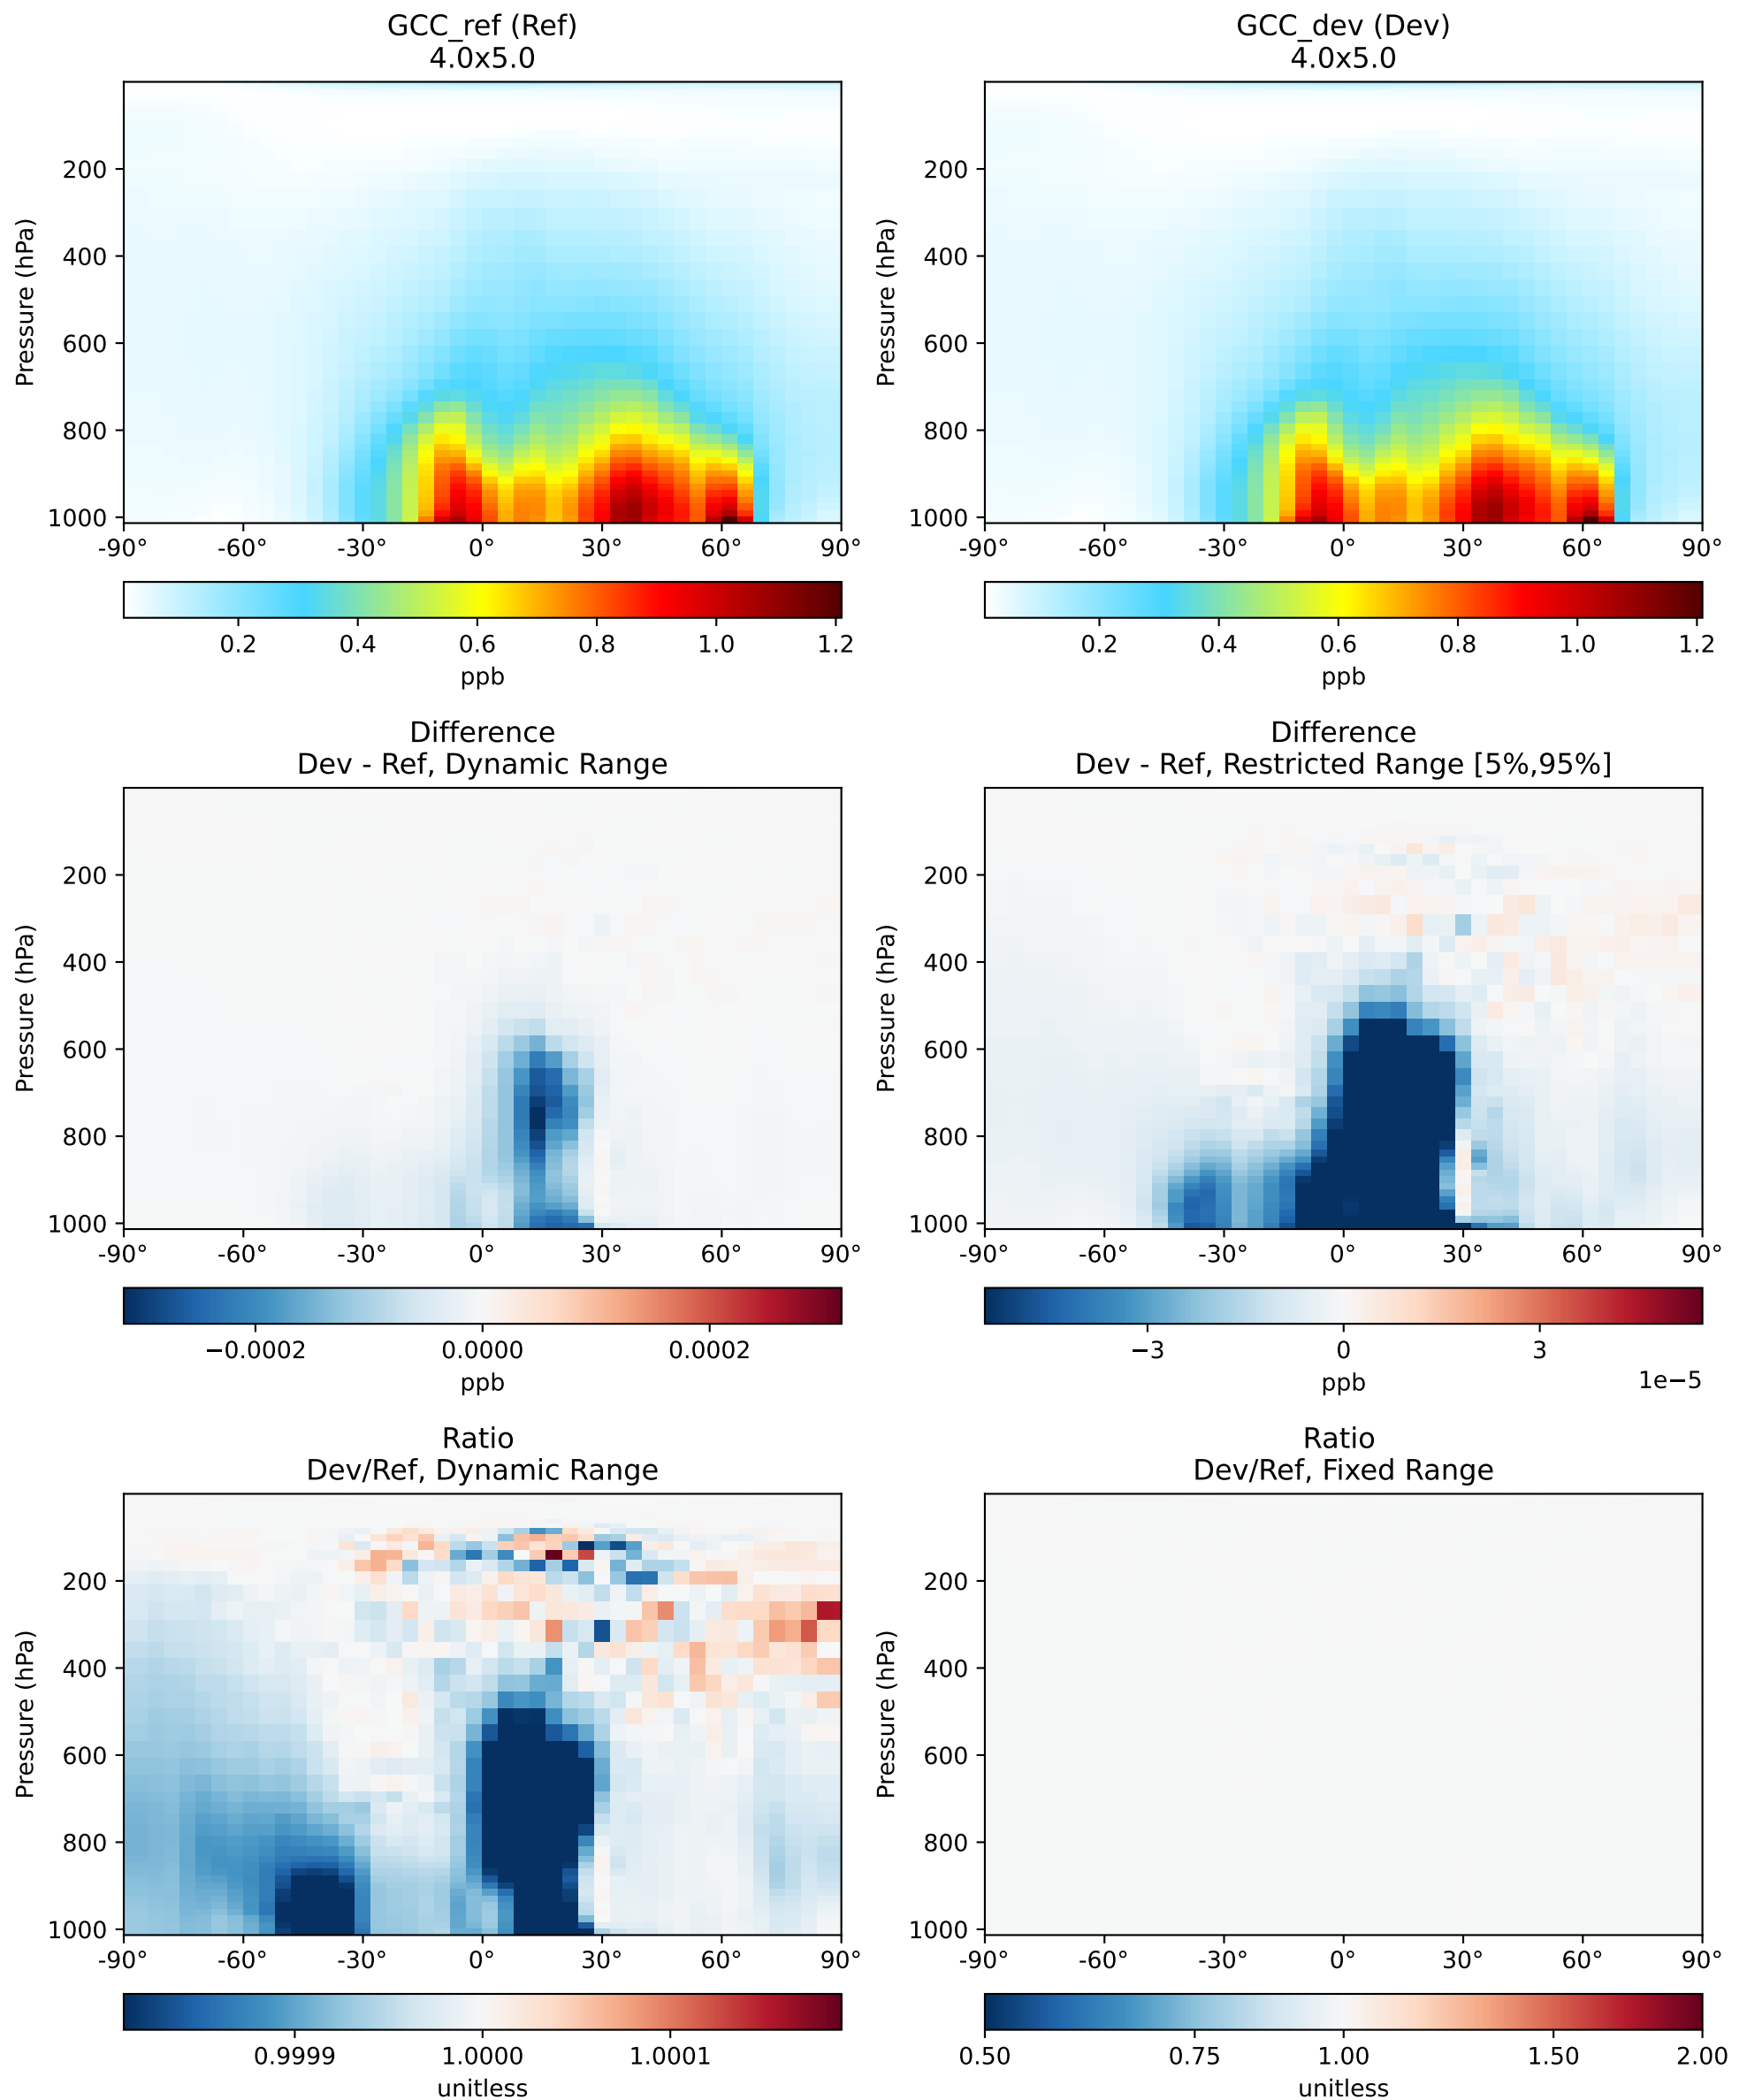 GCC_ref (Ref)
4.0x5.0
Pressure (hPa)
200
400
600
800
1000
-90° -60° -30° 0° 30° 60° 90°
0.2 0.4 0.6 0.8 1.0 1.2
ppb
GCC_dev (Dev)
4.0x5.0
Pressure (hPa)
200
400
600
800
1000
-90° -60° -30° 0° 30° 60° 90°
0.2 0.4 0.6 0.8 1.0 1.2
ppb
Difference
Dev - Ref, Dynamic Range
Pressure (hPa)
200
400
600
800
1000
-90° -60° -30° 0° 30° 60° 90°
−0.0002 0.0000 0.0002
ppb
Difference
Dev - Ref, Restricted Range [5%,95%]
Pressure (hPa)
200
400
600
800
1000
-90° -60° -30° 0° 30° 60° 90°
−3 0 3
1e−5
ppb
Ratio
Dev/Ref, Dynamic Range
Pressure (hPa)
200
400
600
800
1000
-90° -60° -30° 0° 30° 60° 90°
0.9999 1.0000 1.0001
unitless
Ratio
Dev/Ref, Fixed Range
Pressure (hPa)
200
400
600
800
1000
-90° -60° -30° 0° 30° 60° 90°
0.50 0.75 1.00 1.50 2.00
unitless